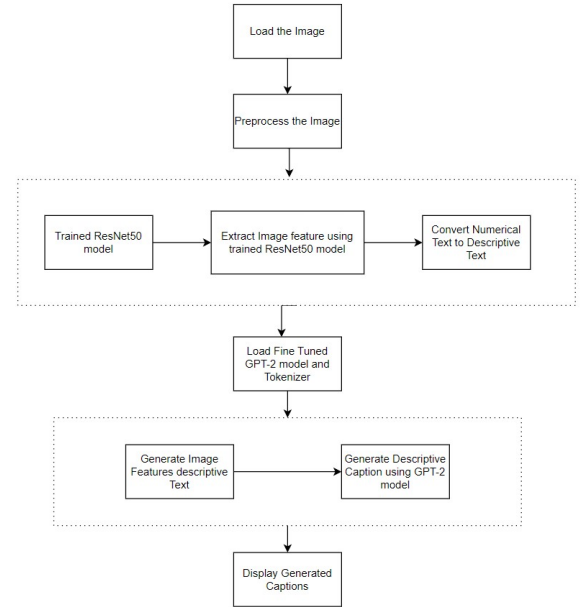 Load the Image
Preprocess the Image
Trained ResNet50
model
Extract Image feature using
trained ResNet50 model
Convert Numerical
Text to Descriptive
Text
Load Fine Tuned
GPT-2 model and
Tokenizer
Generate Image
Features descriptive
Text
Generate Descriptive
Caption using GPT-2
model
Display Generated
Captions